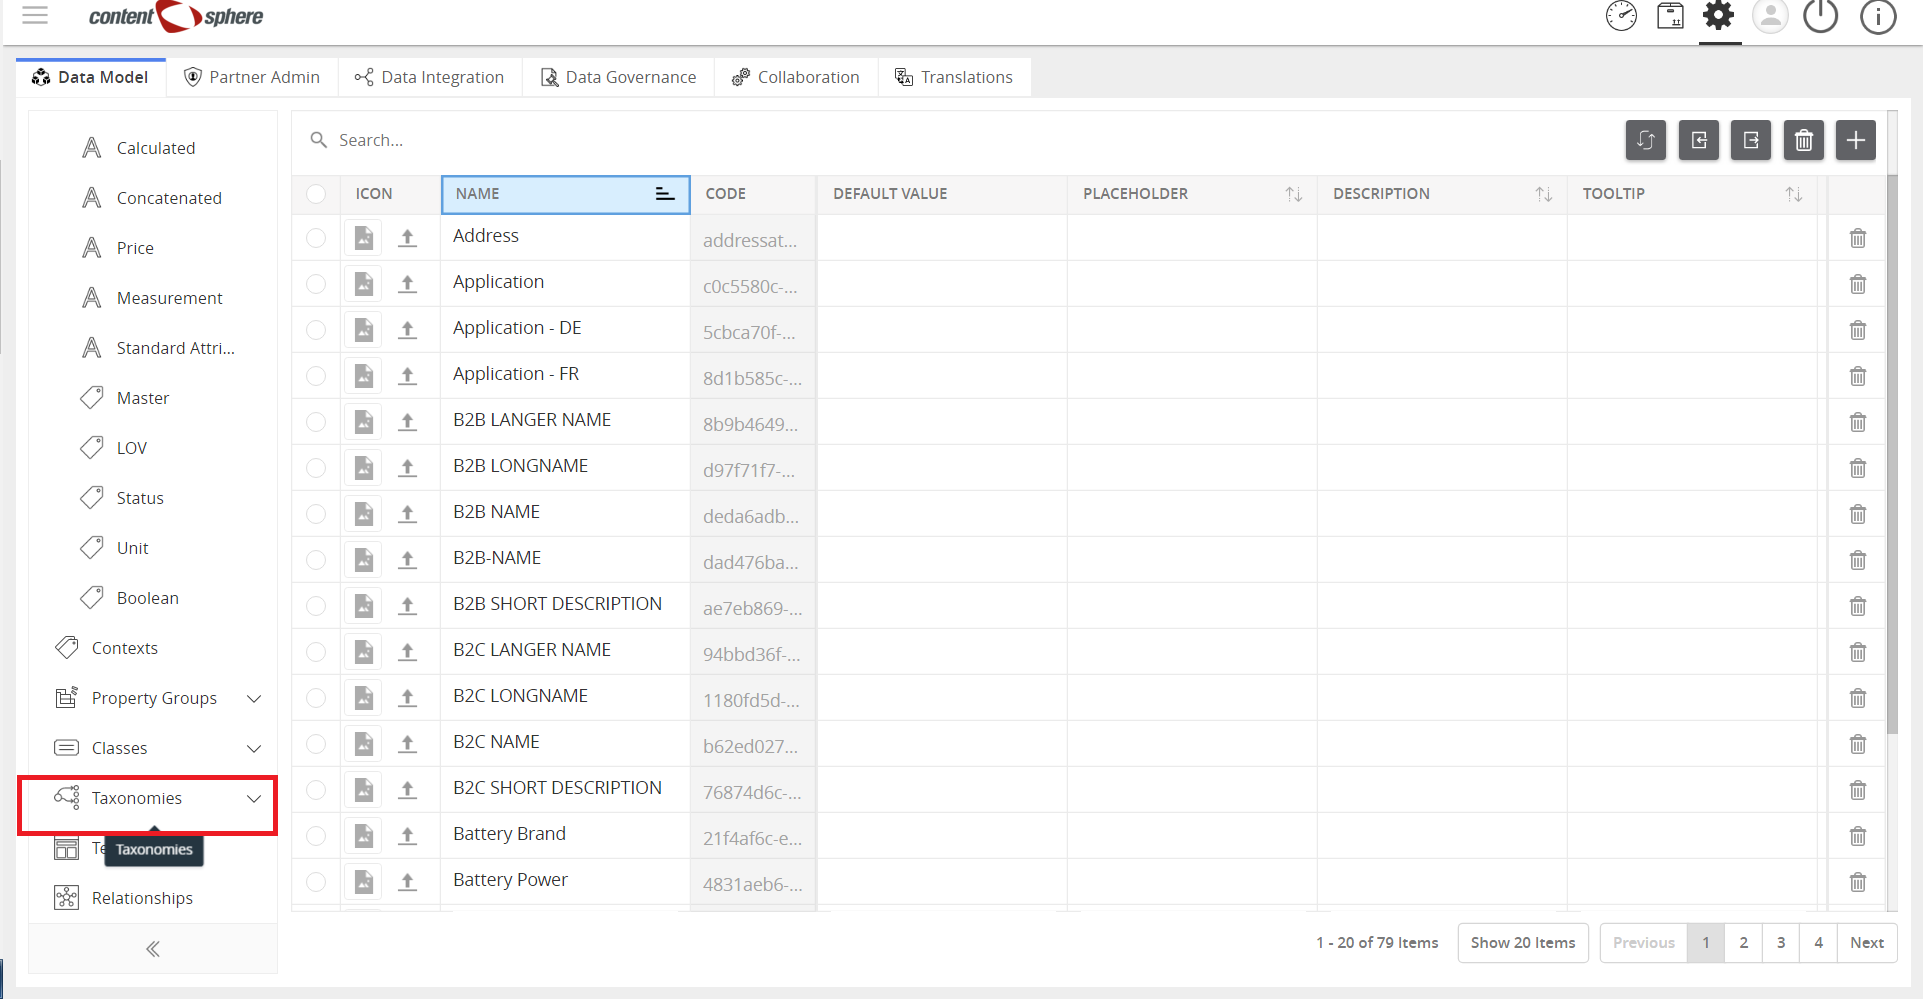 content sphere
Data Model
Partner Admin
Data Integration
Data Governance
Collaboration
Translations
Calculated
Concatenated
Price
Measurement
Standard Attri...
Master
LOV
Status
Unit
Boolean
Contexts
Property Groups
Classes
Taxonomies
Te
Taxonomies
Relationships
Search...
ICON NAME CODE DEFAULT VALUE PLACEHOLDER DESCRIPTION TOOLTIP
Address addressat...
Application c0c5580c-...
Application - DE 5cbca70f-...
Application - FR 8d1b585c-...
B2B LANGER NAME 8b9b4649...
B2B LONGNAME d97f71f7-...
B2B NAME deda6adb...
B2B-NAME dad476ba...
B2B SHORT DESCRIPTION ae7eb869-...
B2C LANGER NAME 94bbd36f-...
B2C LONGNAME 1180fd5d-...
B2C NAME b62ed027...
B2C SHORT DESCRIPTION 76874d6c-...
Battery Brand 21f4af6c-e...
Battery Power 4831aeb6-...
1 - 20 of 79 Items Show 20 Items Previous 1 2 3 4 Next